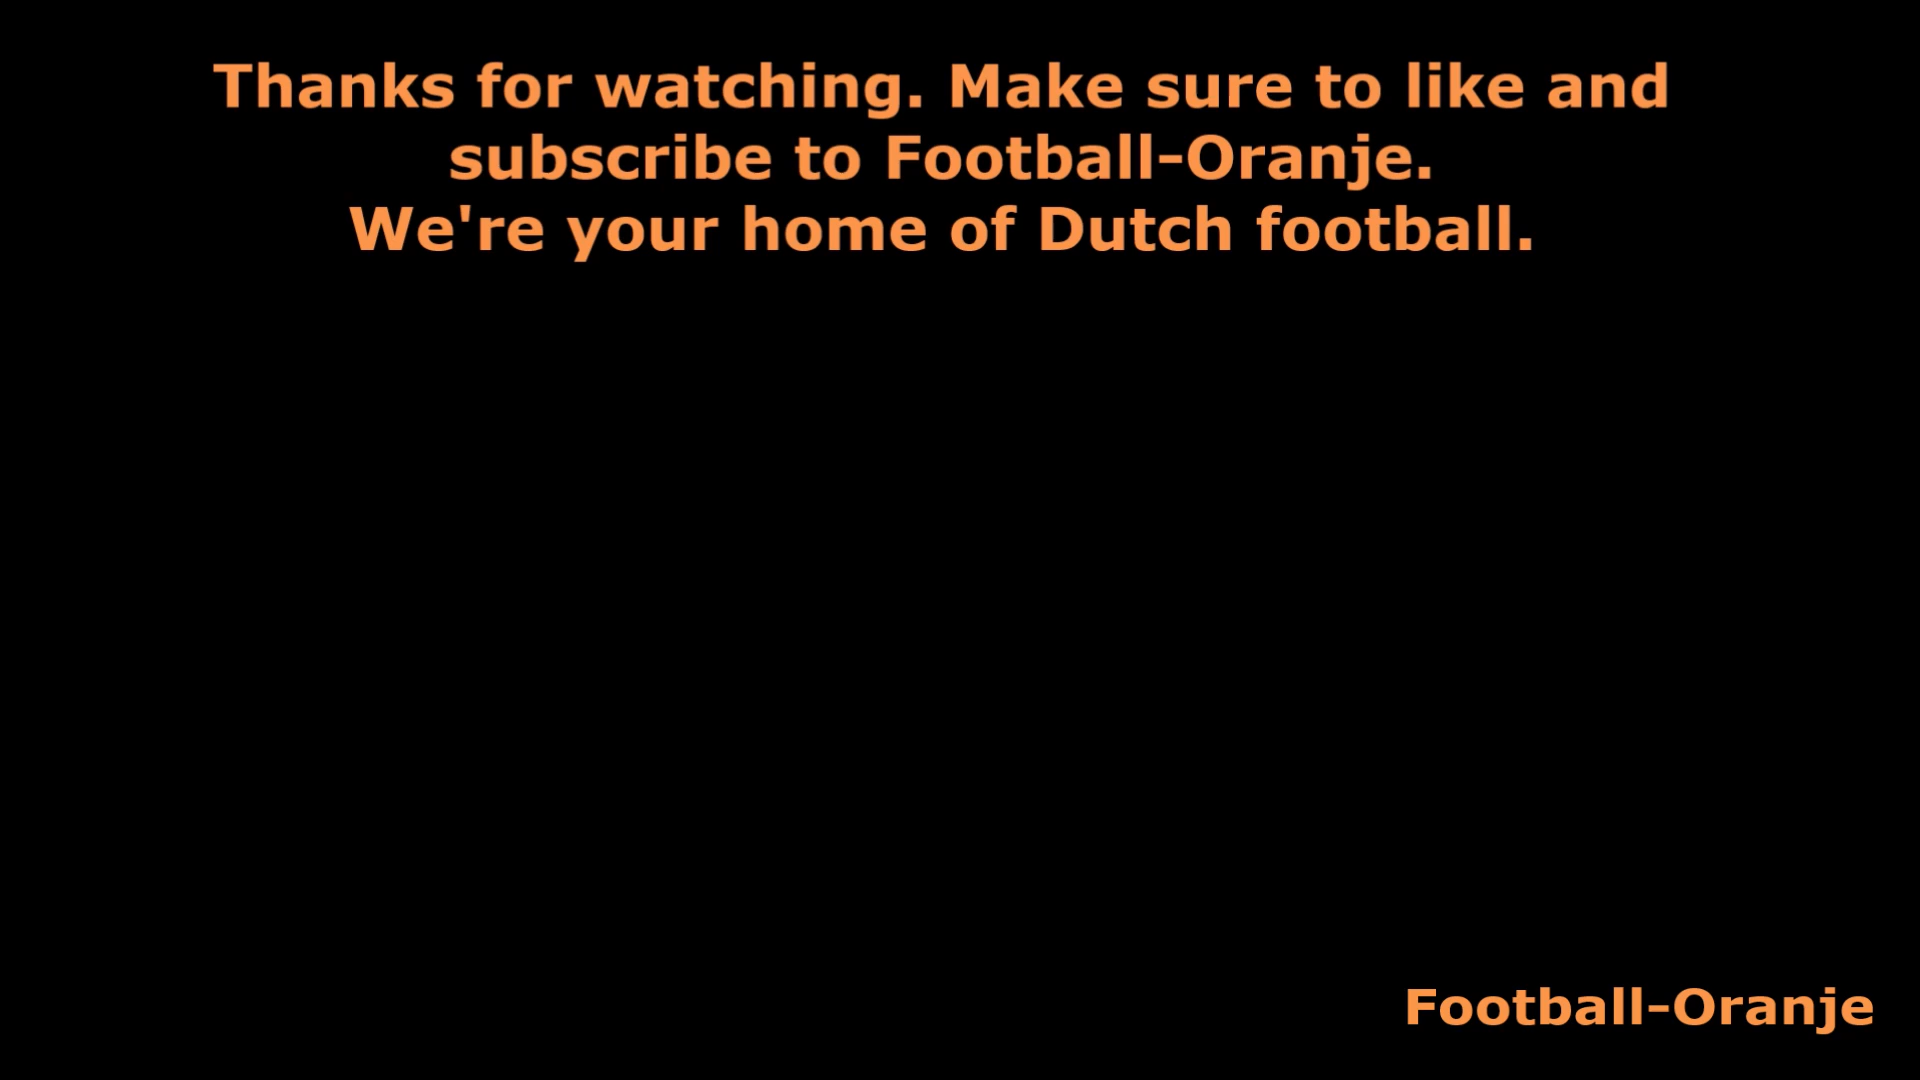 Thanks for watching. Make sure to like and
subscribe to Football-Oranje.
We're your home of Dutch football.
Football-Oranje